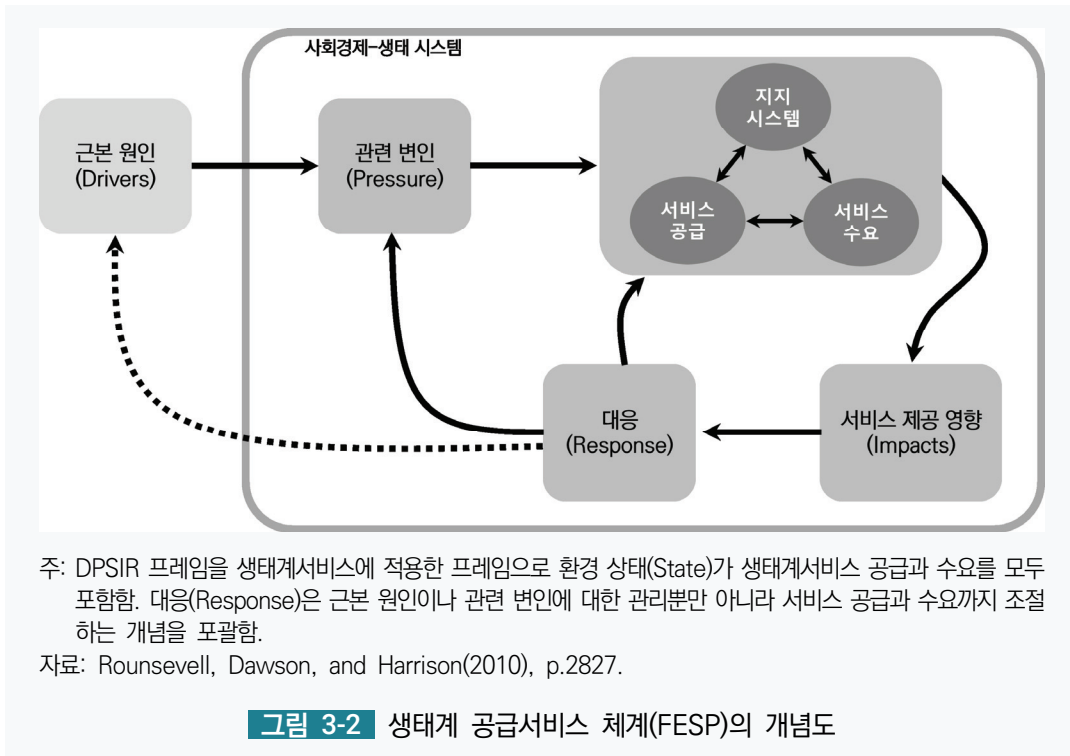 사회경제-생태 시스템
지지
시스템
근본 원인
(Drivers)
관련 변인
(Pressure)
서비스
공급
서비스
수요
대응
(Response)
서비스 제공 영향
(Impacts)
주: DPSIR 프레임을 생태계서비스에 적용한 프레임으로 환경 상태(State)가 생태계서비스 공급과 수요를 모두
포함함. 대응(Response)은 근본 원인이나 관련 변인에 대한 관리뿐만 아니라 서비스 공급과 수요까지 조절
하는 개념을 포괄함.
자료: Rounsevell, Dawson, and Harrison(2010), p.2827.
그림 3-2 생태계 공급서비스 체계(FESP)의 개념도